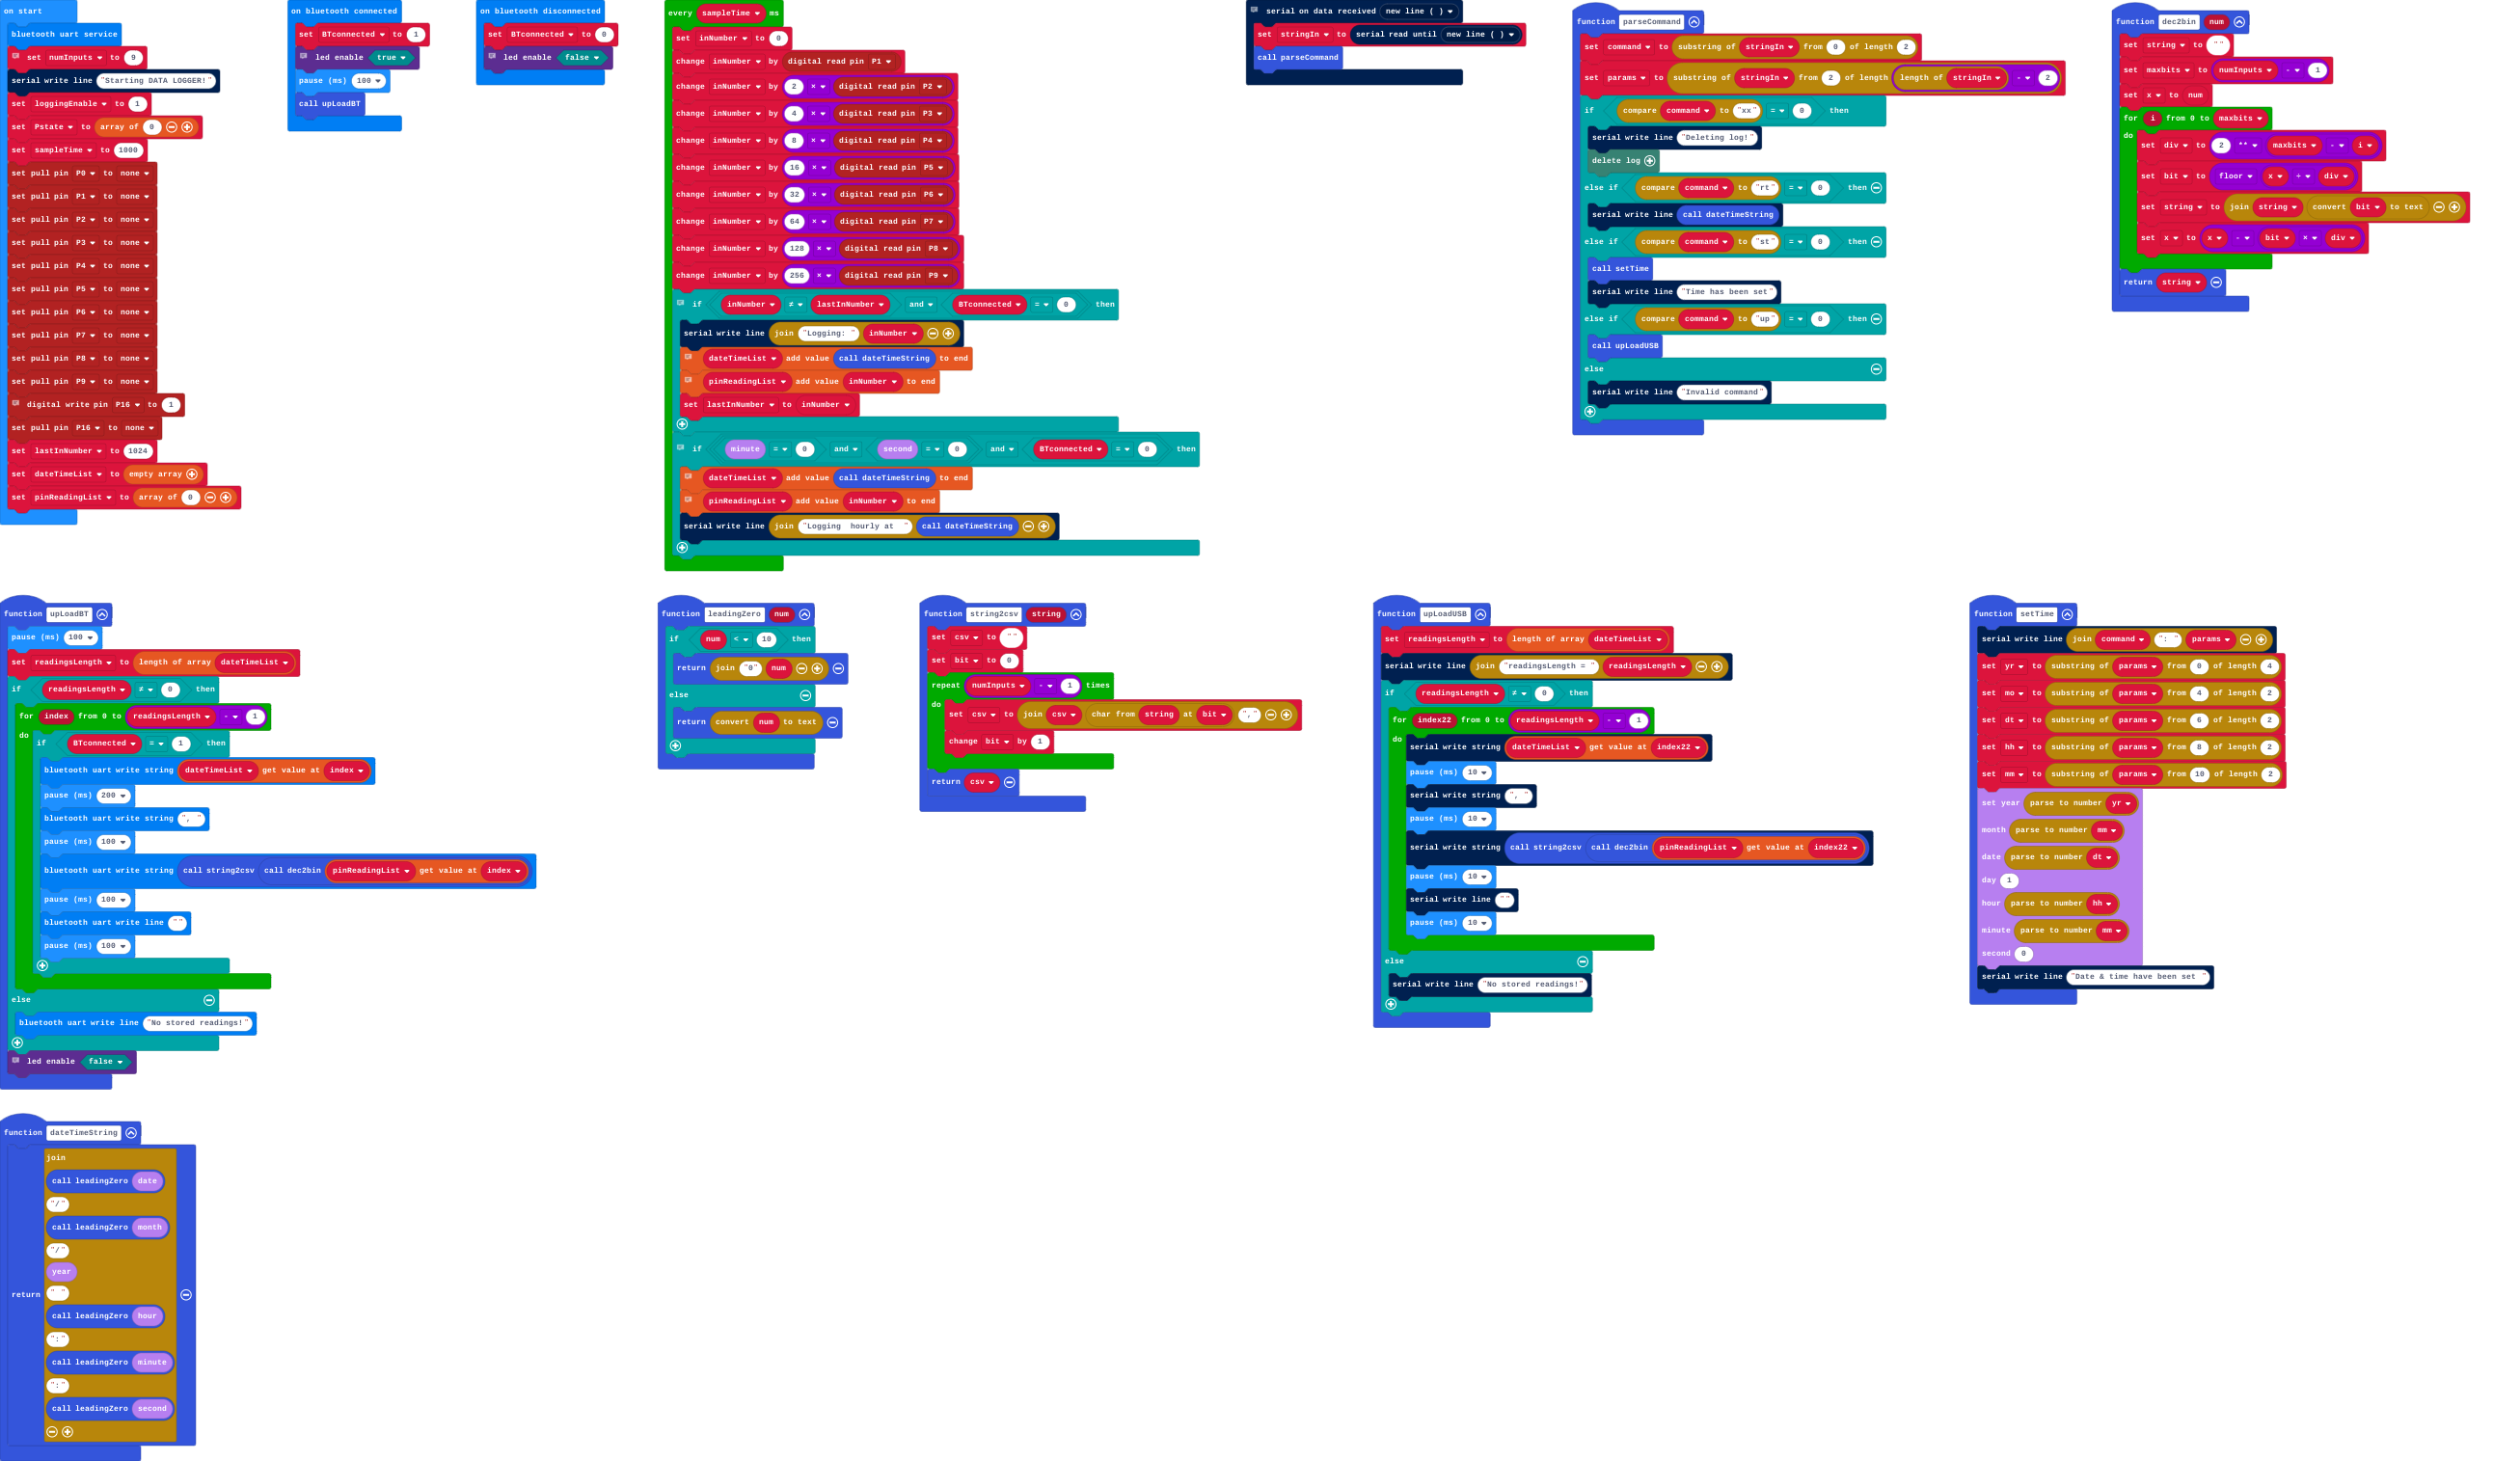 on start
bluetooth uart service
set numInputs to 9
serial write line "Starting DATA LOGGER!"
set loggingEnable to 1
set Pstate to array of 0
set sampleTime to 1000
set pull pin P0 to none
set pull pin P1 to none
set pull pin P2 to none
set pull pin P3 to none
set pull pin P4 to none
set pull pin P5 to none
set pull pin P6 to none
set pull pin P7 to none
set pull pin P8 to none
set pull pin P9 to none
digital write pin P16 to 1
set pull pin P16 to none
set lastInNumber to 1024
set dateTimeList to empty array
set pinReadingList to array of 0
on bluetooth connected
set BTconnected to 1
led enable true
pause (ms) 100
call upLoadBT
on bluetooth disconnected
set BTconnected to 0
led enable false
every sampleTime ms
set inNumber to 0
change inNumber by digital read pin P1
change inNumber by 2 × digital read pin P2
change inNumber by 4 × digital read pin P3
change inNumber by 8 × digital read pin P4
change inNumber by 16 × digital read pin P5
change inNumber by 32 × digital read pin P6
change inNumber by 64 × digital read pin P7
change inNumber by 128 × digital read pin P8
change inNumber by 256 × digital read pin P9
if inNumber ≠ lastInNumber and BTconnected = 0 then
serial write line join "Logging: " inNumber
dateTimeList add value call dateTimeString to end
pinReadingList add value inNumber to end
set lastInNumber to inNumber
if minute = 0 and second = 0 and BTconnected = 0 then
dateTimeList add value call dateTimeString to end
pinReadingList add value inNumber to end
serial write line join "Logging  hourly at  " call dateTimeString
serial on data received new line ( )
set stringIn to serial read until new line ( )
call parseCommand
function parseCommand
set command to substring of stringIn from 0 of length 2
set params to substring of stringIn from 2 of length length of stringIn - 2
if compare command to "xx" = 0 then
serial write line "Deleting log!"
delete log
else if compare command to "rt" = 0 then
serial write line call dateTimeString
else if compare command to "st" = 0 then
call setTime
serial write line "Time has been set"
else if compare command to "up" = 0 then
call upLoadUSB
else
serial write line "Invalid command"
function dec2bin num
set string to ""
set maxbits to numInputs - 1
set x to num
for i from 0 to maxbits
do
set div to 2 ** maxbits - i
set bit to floor x ÷ div
set string to join string convert bit to text
set x to x - bit × div
return string
function upLoadBT
pause (ms) 100
set readingsLength to length of array dateTimeList
if readingsLength ≠ 0 then
for index from 0 to readingsLength - 1
do if BTconnected = 1 then
bluetooth uart write string dateTimeList get value at index
pause (ms) 200
bluetooth uart write string ", "
pause (ms) 100
bluetooth uart write string call string2csv call dec2bin pinReadingList get value at index
pause (ms) 100
bluetooth uart write line ""
pause (ms) 100
else
bluetooth uart write line "No stored readings!"
led enable false
function leadingZero num
if num < 10 then
return join "0" num
else
return convert num to text
function string2csv string
set csv to ""
set bit to 0
repeat numInputs - 1 times
do
set csv to join csv char from string at bit ","
change bit by 1
return csv
function upLoadUSB
set readingsLength to length of array dateTimeList
serial write line join "readingsLength = " readingsLength
if readingsLength ≠ 0 then
for index22 from 0 to readingsLength - 1
do
serial write string dateTimeList get value at index22
pause (ms) 10
serial write string ", "
pause (ms) 10
serial write string call string2csv call dec2bin pinReadingList get value at index22
pause (ms) 10
serial write line ""
pause (ms) 10
else
serial write line "No stored readings!"
function setTime
serial write line join command ": " params
set yr to substring of params from 0 of length 4
set mo to substring of params from 4 of length 2
set dt to substring of params from 6 of length 2
set hh to substring of params from 8 of length 2
set mm to substring of params from 10 of length 2
set year parse to number yr
month parse to number mm
date parse to number dt
day 1
hour parse to number hh
minute parse to number mm
second 0
serial write line "Date & time have been set "
function dateTimeString
join
call leadingZero date
"/"
call leadingZero month
"/"
year
" "
return
call leadingZero hour
":"
call leadingZero minute
":"
call leadingZero second